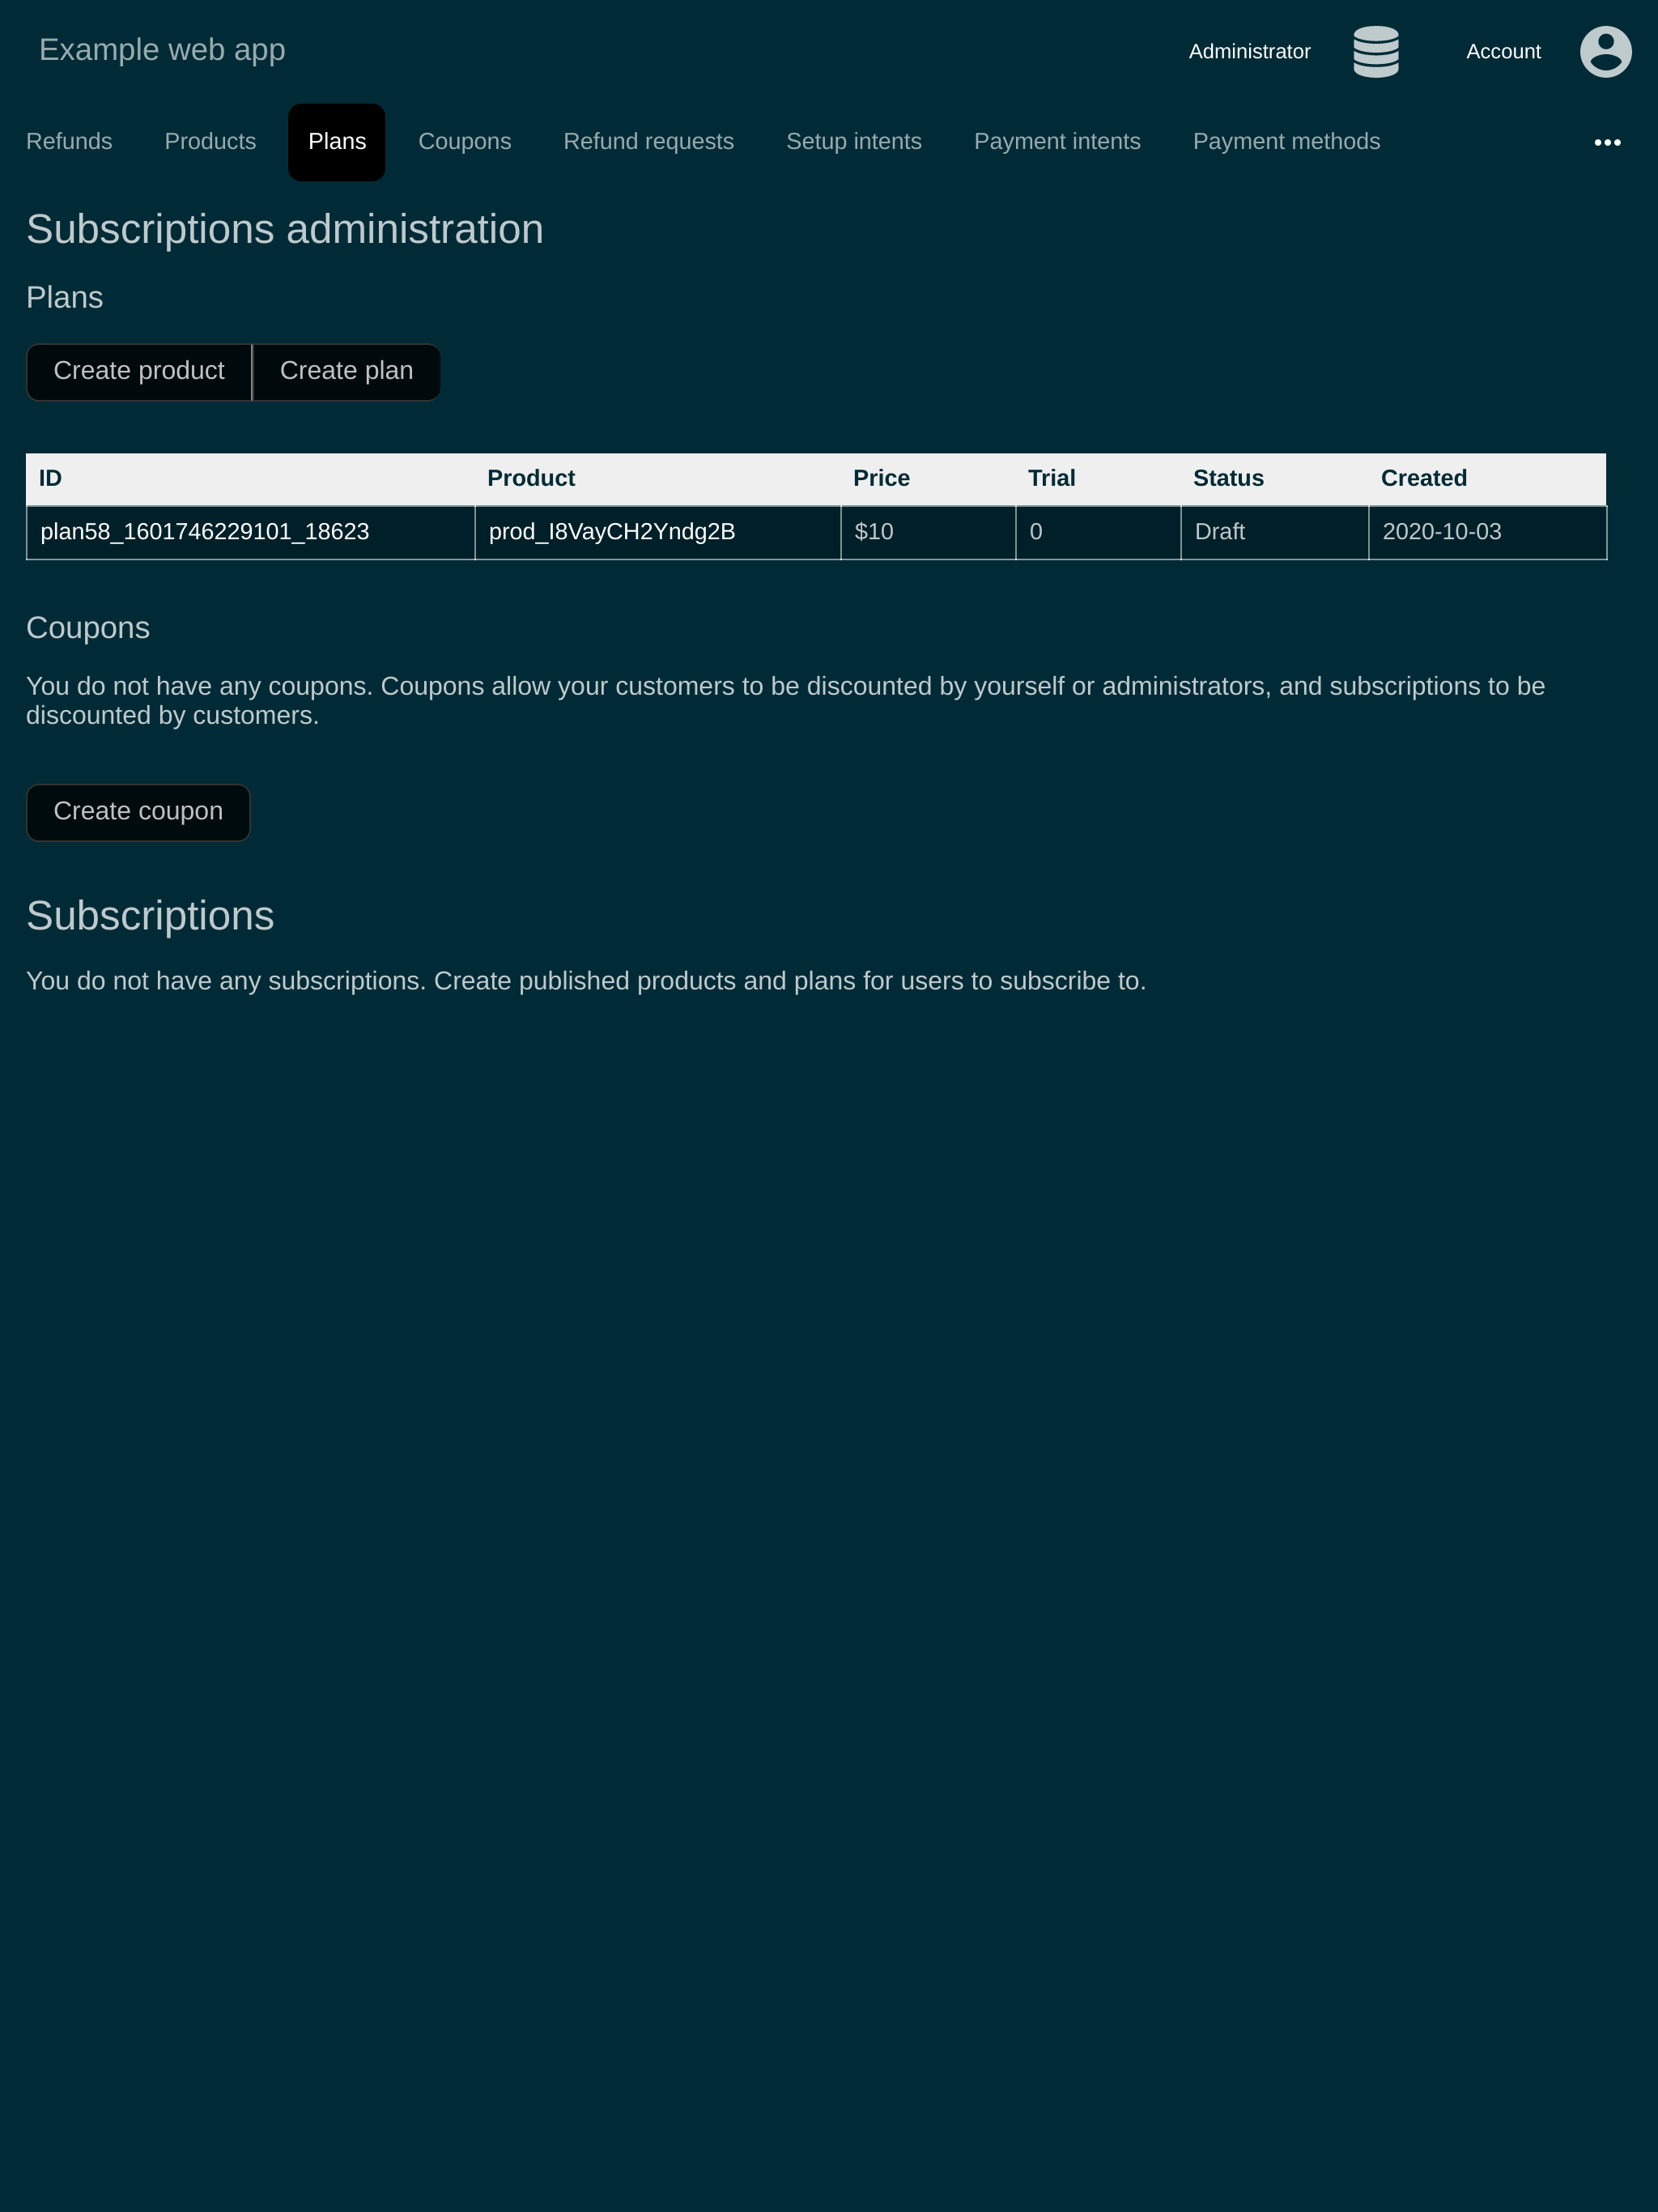 Example web app
Administrator
Account
Refunds Products Plans Coupons Refund requests Setup intents Payment intents Payment methods •••
Subscriptions administration
Plans
Create product Create plan
ID Product Price Trial Status Created
plan58_1601746229101_18623 prod_I8VayCH2Yndg2B $10 0 Draft 2020-10-03
Coupons
You do not have any coupons. Coupons allow your customers to be discounted by yourself or administrators, and subscriptions to be
discounted by customers.
Create coupon
Subscriptions
You do not have any subscriptions. Create published products and plans for users to subscribe to.